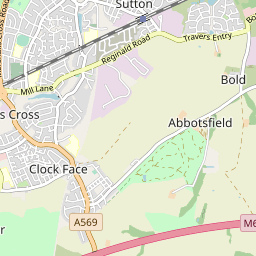 Sutton
Travers Entry
Reginald Road
Mill Lane
Bold
s Cross
Abbotsfield
Clock Face
A569
M6
r